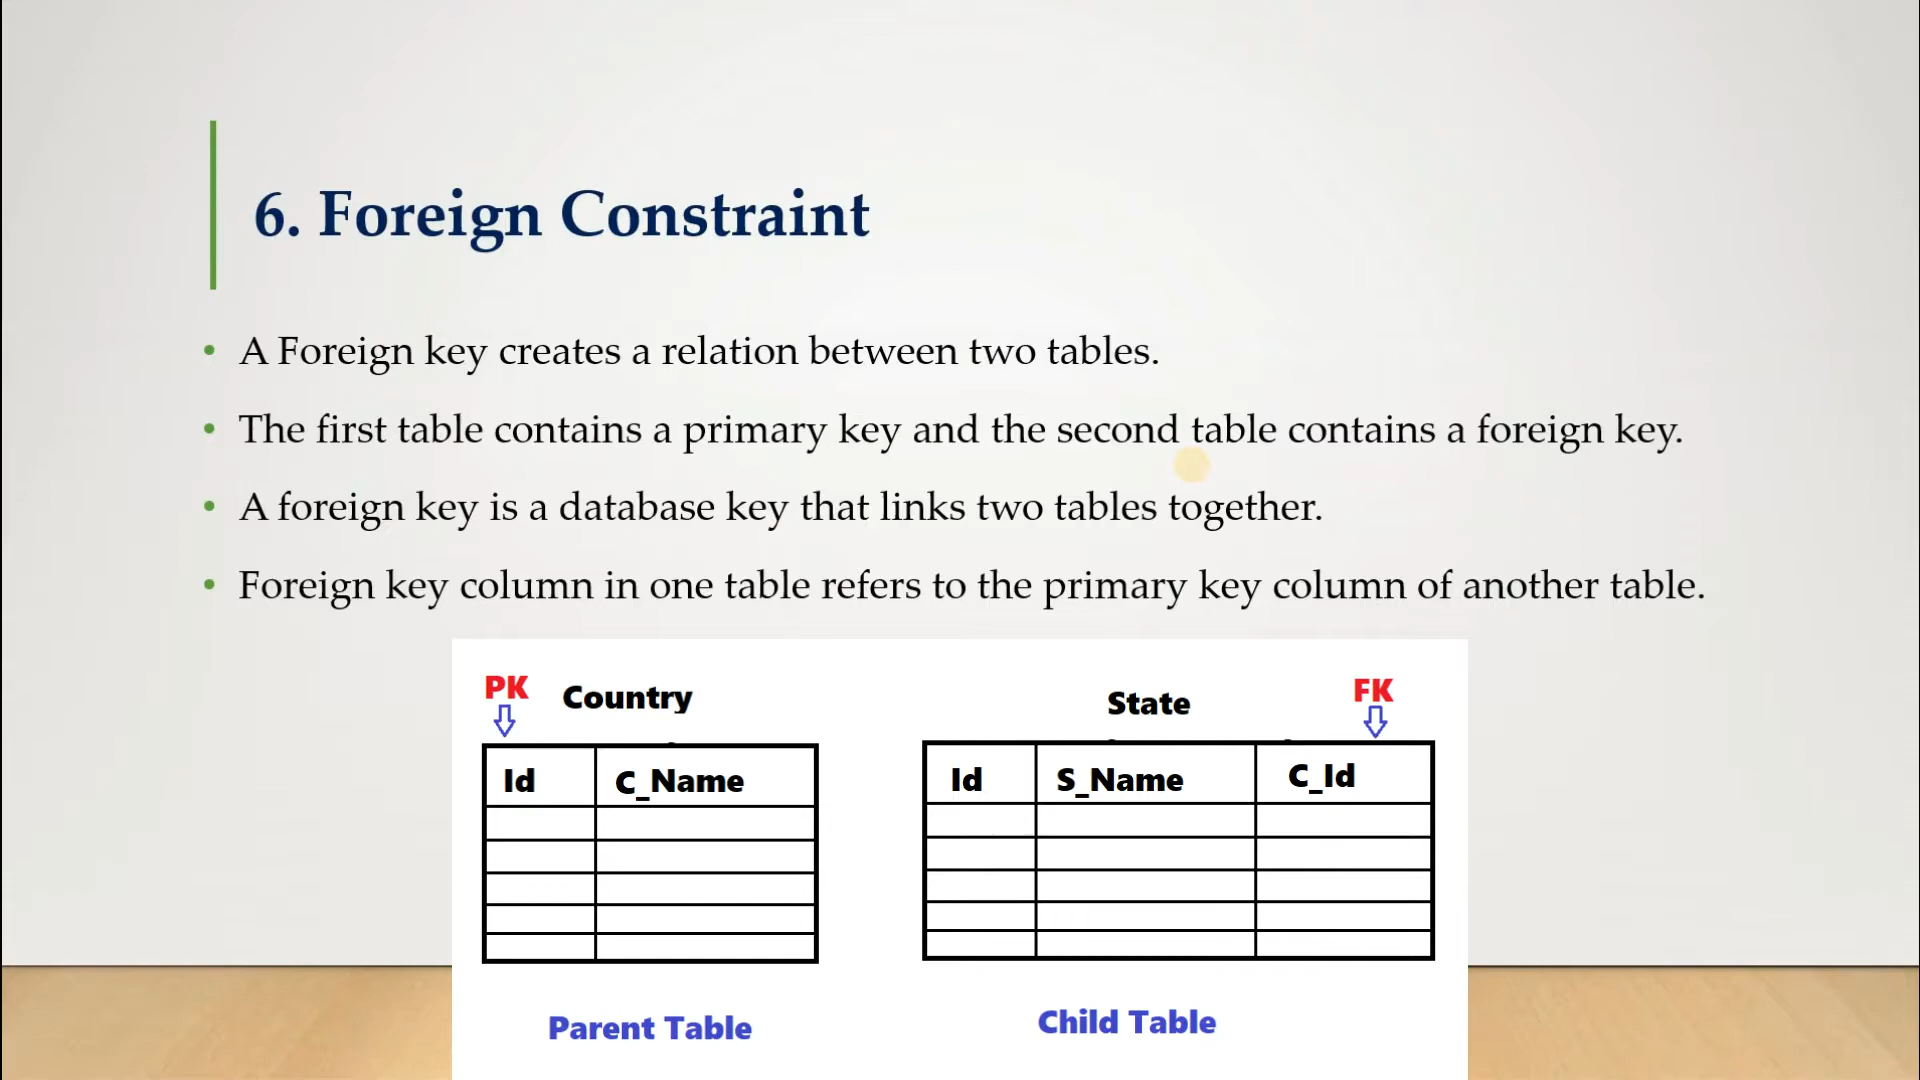 6. Foreign Constraint
• A Foreign key creates a relation between two tables.
• The first table contains a primary key and the second table contains a foreign key.
• A foreign key is a database key that links two tables together.
• Foreign key column in one table refers to the primary key column of another table.
PK Country State FK
Id C_Name Id S_Name C_Id
Parent Table Child Table